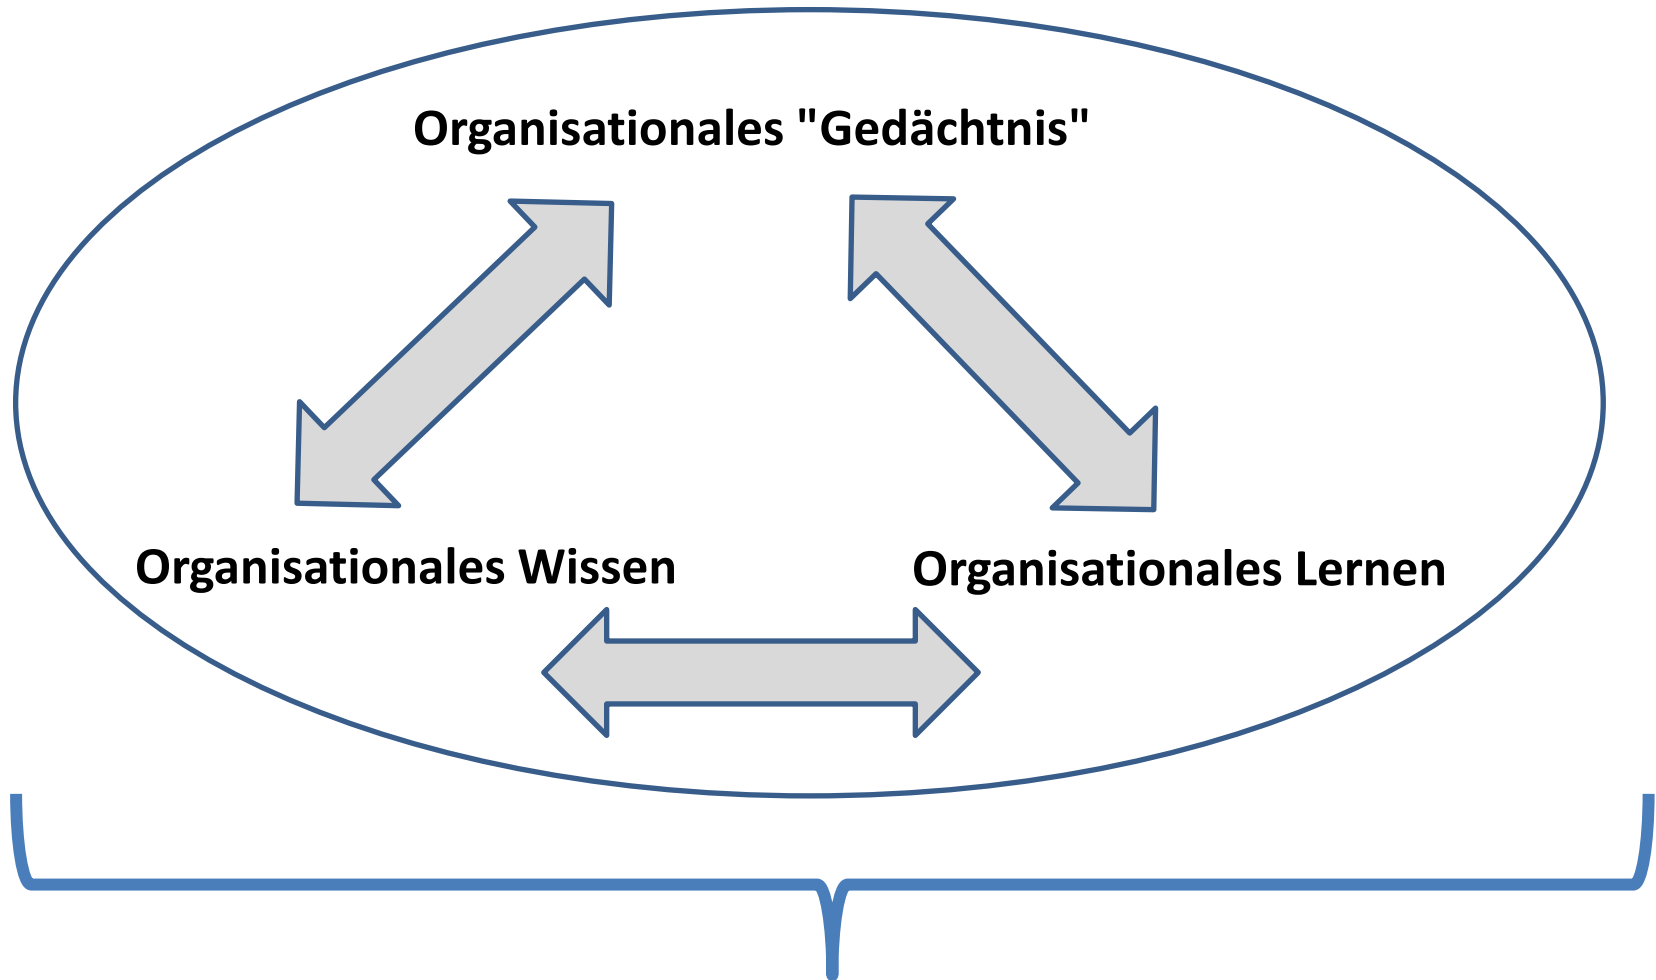 Organisationales "Gedächtnis"
Organisationales Wissen
Organisationales Lernen